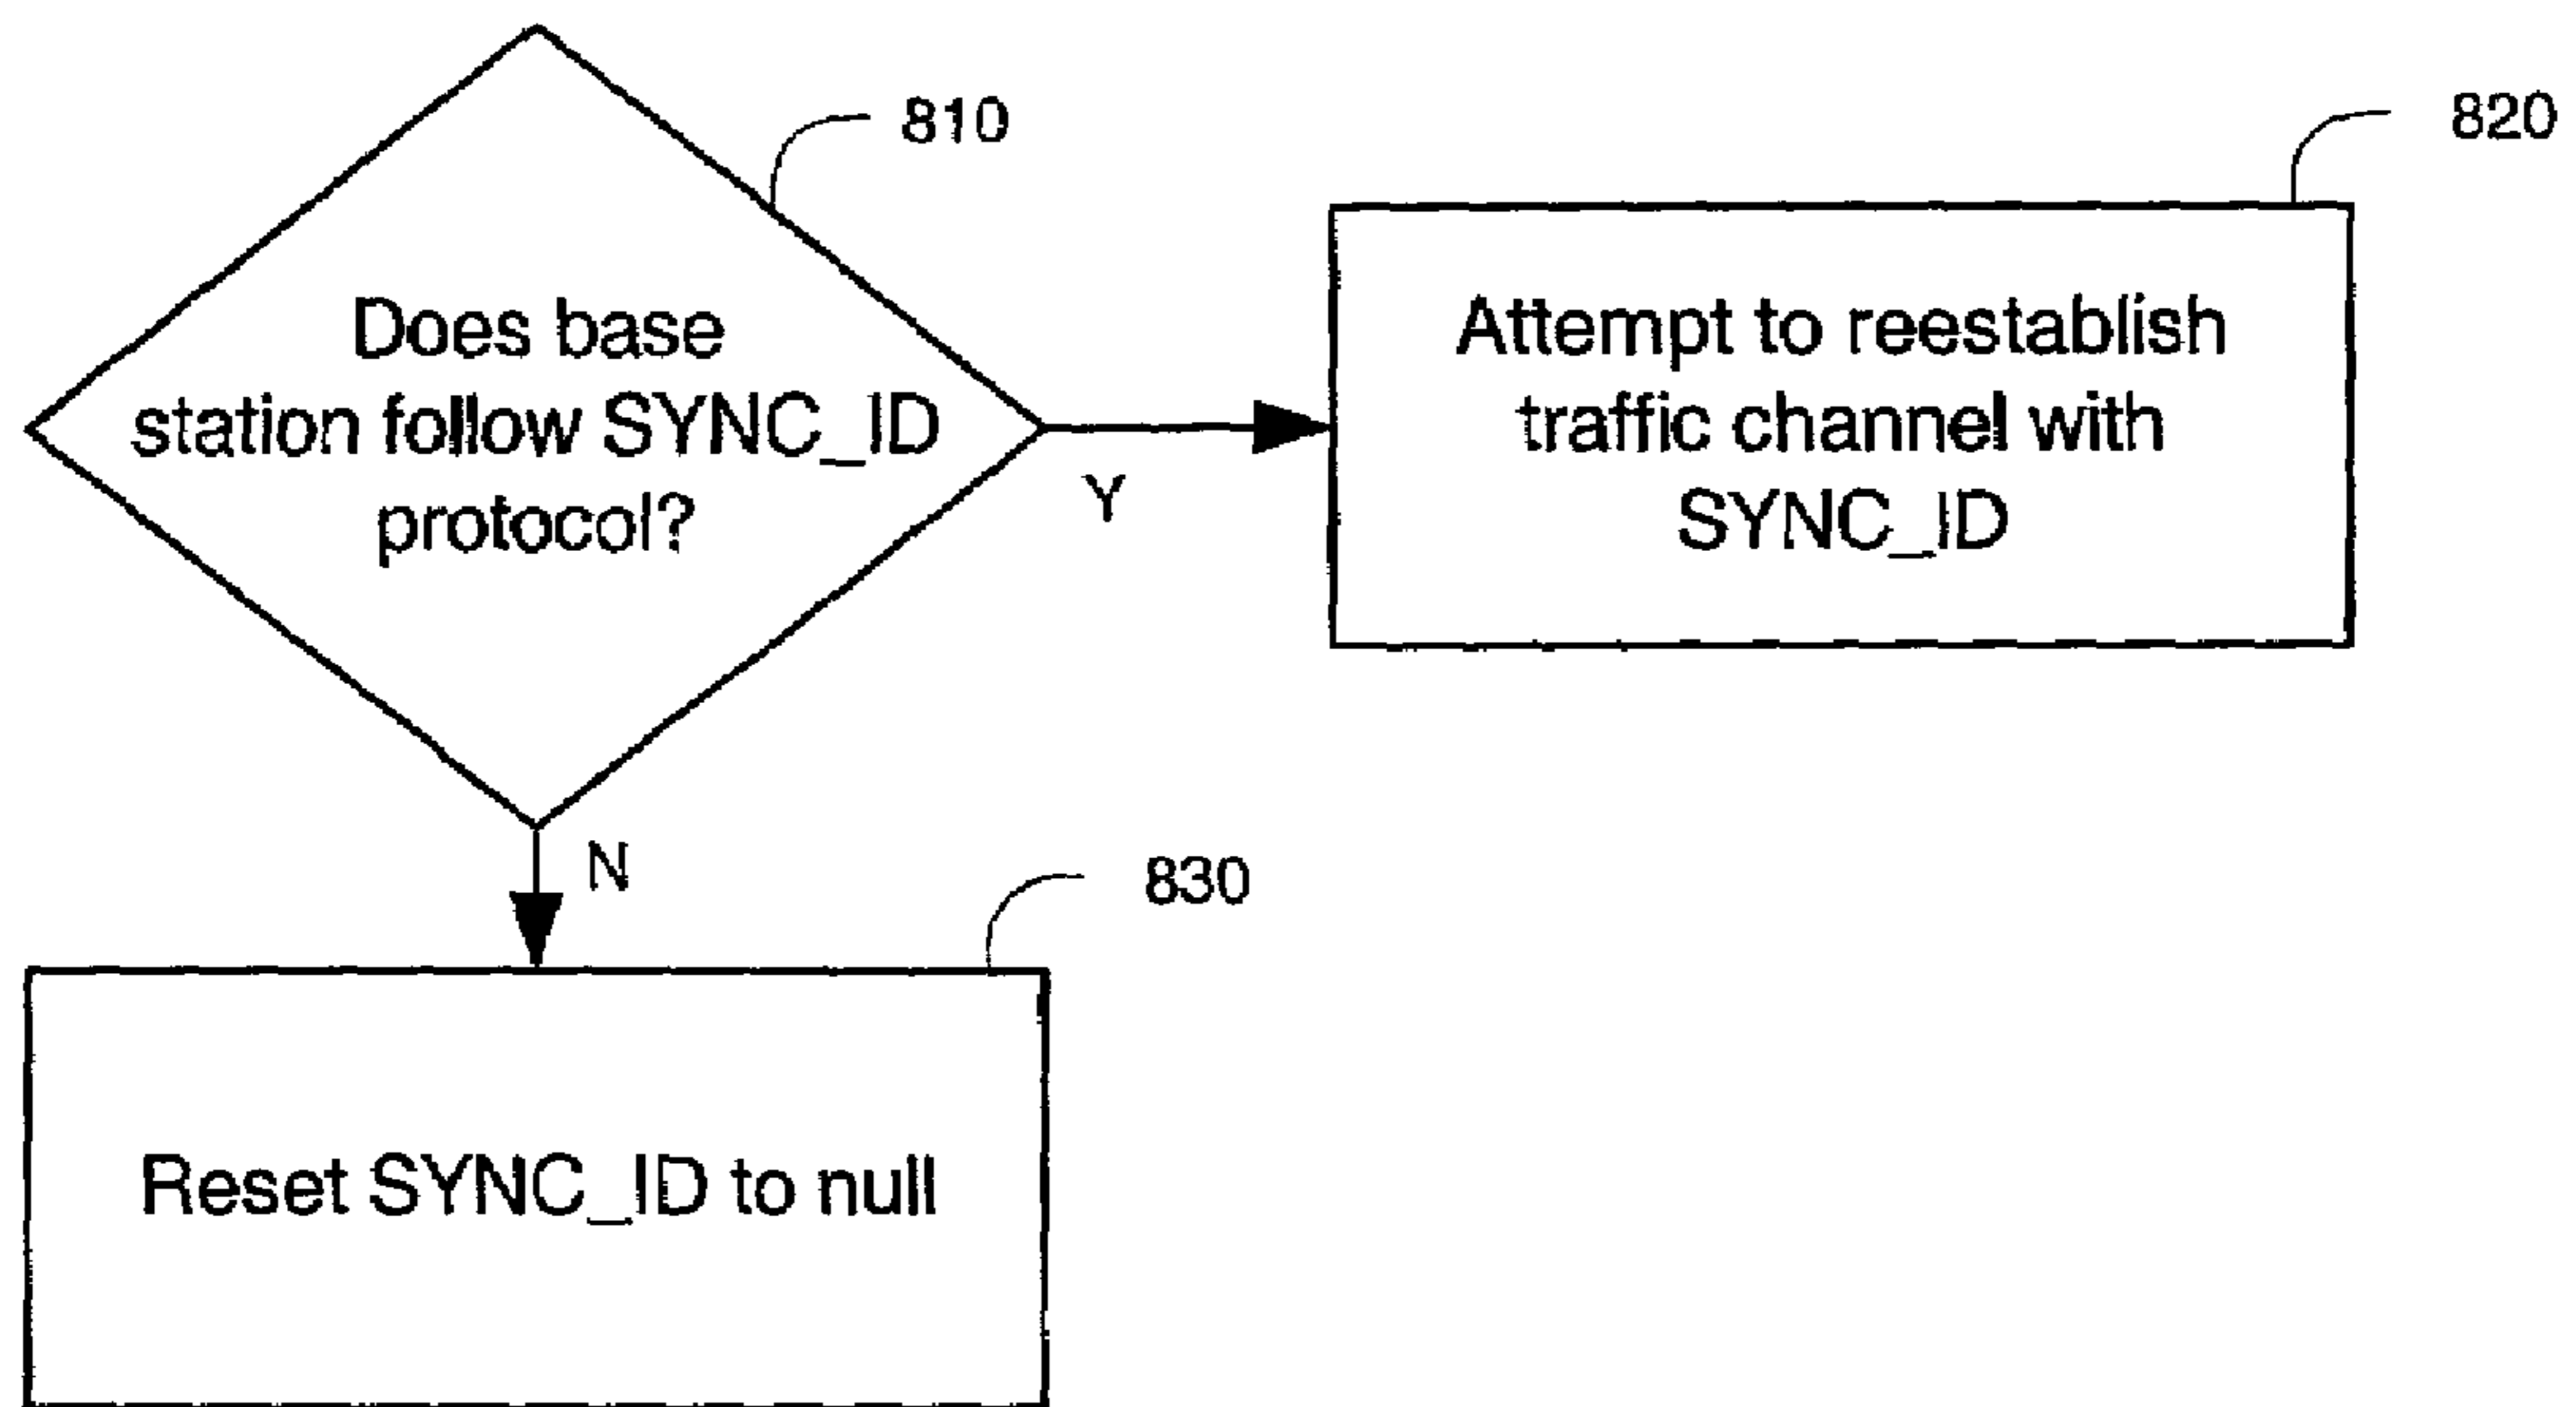 810
Does base
station follow SYNC_ID
protocol?
Y
820
Attempt to reestablish
traffic channel with
SYNC_ID
N
830
Reset SYNC_ID to null